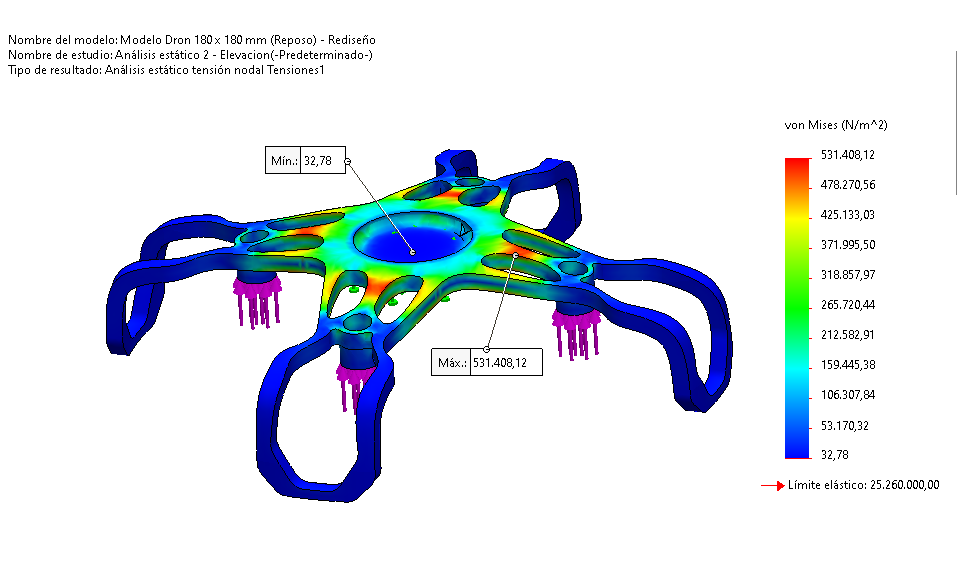 Nombre del modelo: Modelo Dron 180 x 180 mm (Reposo) - Rediseño
Nombre de estudio: Análisis estático 2 - Elevacion(-Predeterminado-)
Tipo de resultado: Análisis estático tensión nodal Tensiones1
von Mises (N/m^2)
Mín.: 32,78
531.408,12
478.270,56
425.133,03
371.995,50
318.857,97
265.720,44
212.582,91
159.445,38
106.307,84
53.170,32
32,78
Máx.: 531.408,12
Límite elástico: 25.260.000,00